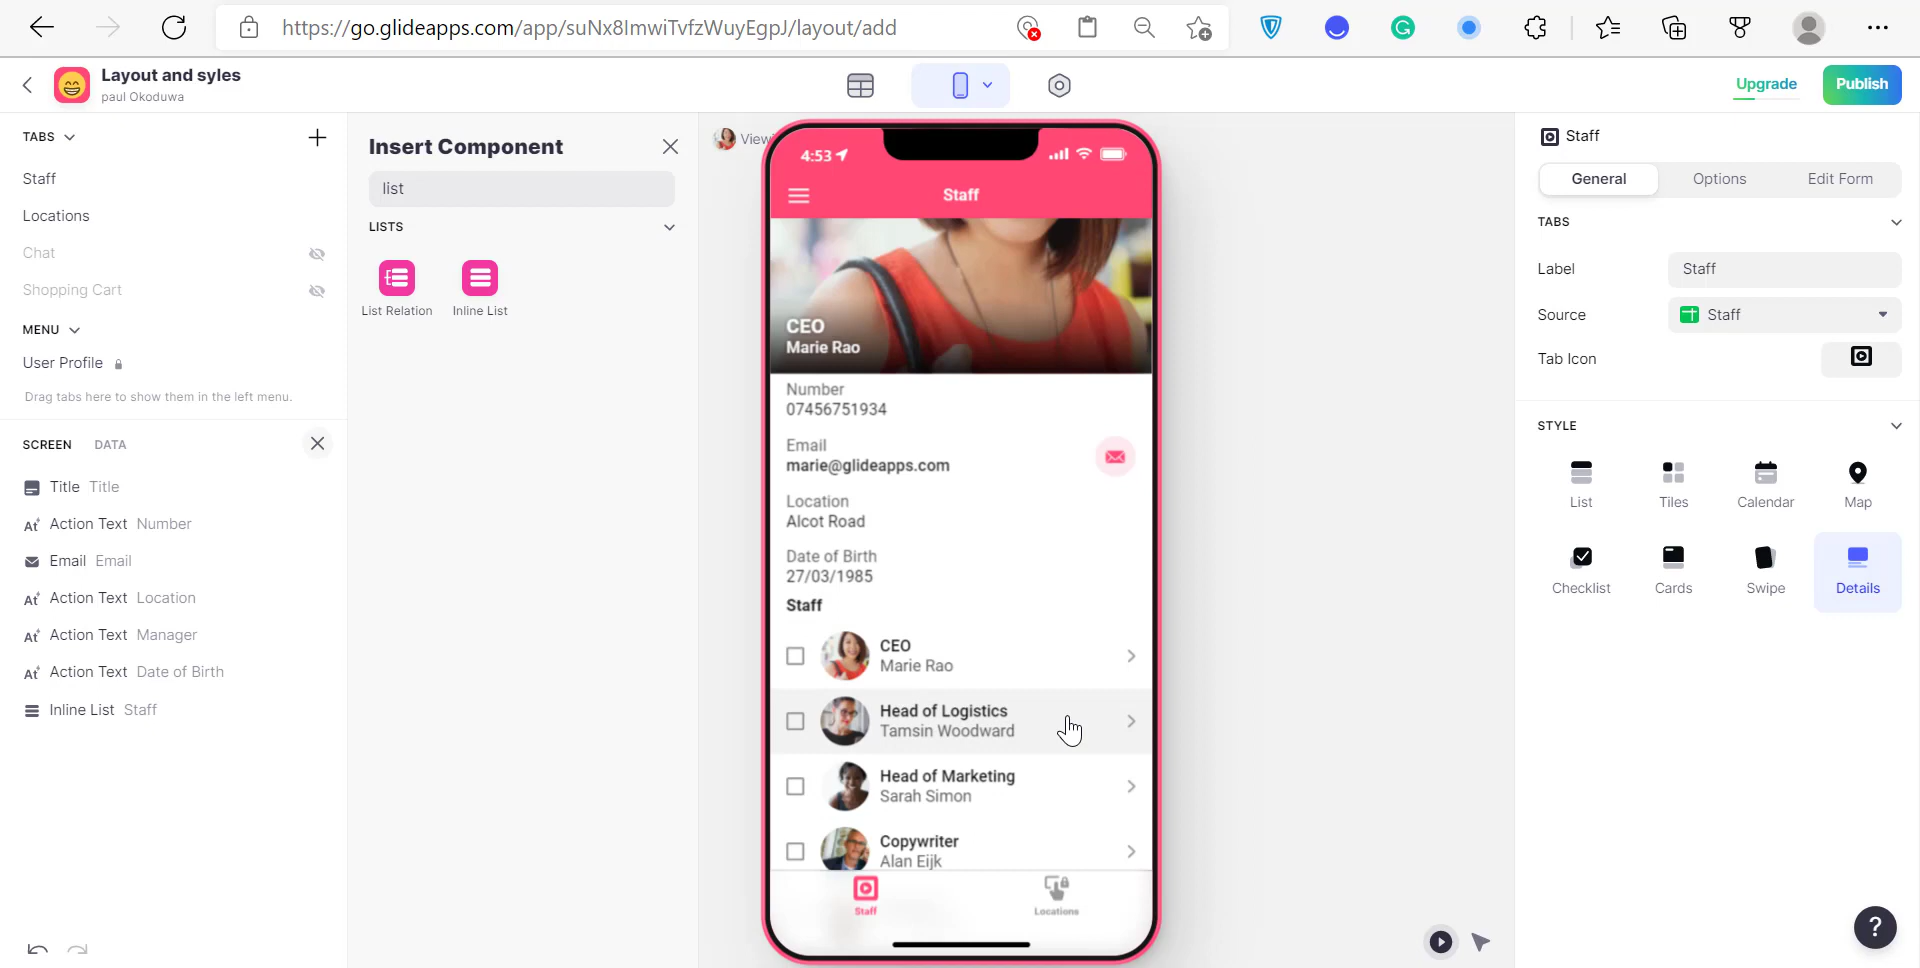 https://go.glideapps.com/app/suNx8ImwiTvfzWuyEgpJ/layout/add
Layout and syles
paul Okoduwa
Upgrade
Publish
TABS
Staff
Locations
Chat
Shopping Cart
MENU
User Profile
Drag tabs here to show them in the left menu.
SCREEN DATA
Title Title
Action Text Number
Email Email
Action Text Location
Action Text Manager
Action Text Date of Birth
Inline List Staff
Insert Component
list
LISTS
List Relation Inline List
4:53
Staff
CEO
Marie Rao
Number
07456751934
Email
marie@glideapps.com
Location
Alcot Road
Date of Birth
27/03/1985
Staff
CEO
Marie Rao
Head of Logistics
Tamsin Woodward
Head of Marketing
Sarah Simon
Copywriter
Alan Eijk
Staff Locations
Staff
General Options Edit Form
TABS
Label Staff
Source Staff
Tab Icon
STYLE
List Tiles Calendar Map
Checklist Cards Swipe Details
?